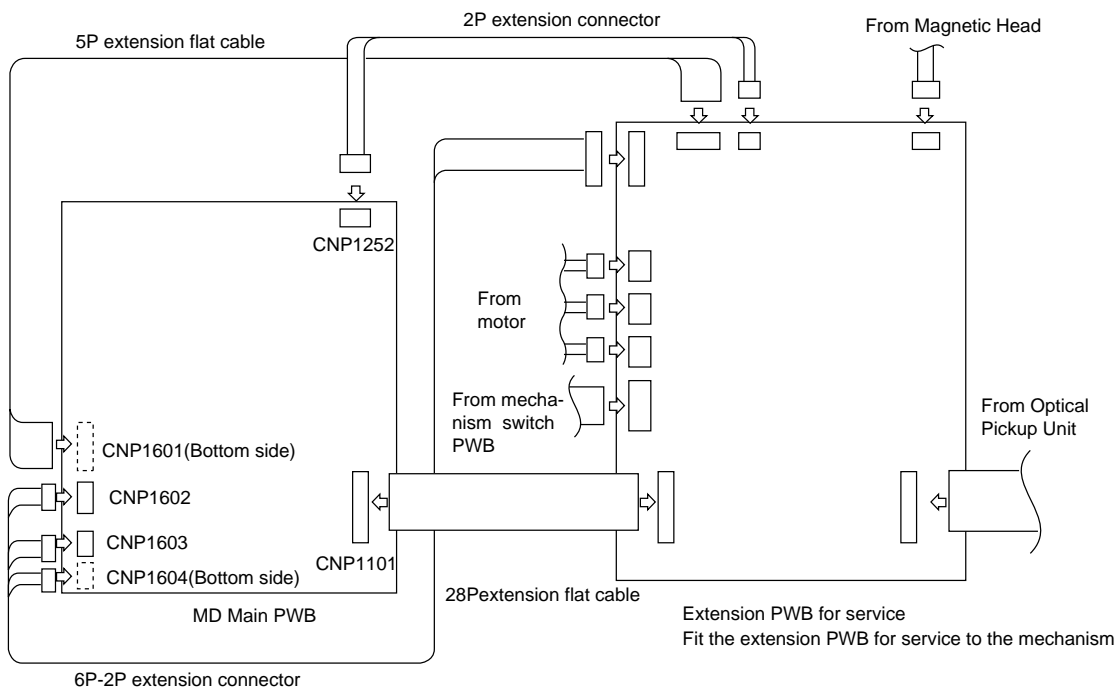 2P extension connector
From Magnetic Head
5P extension flat cable
CNP1252
From
motor
From mecha-
nism switch
PWB
From Optical
Pickup Unit
CNP1601(Bottom side)
CNP1602
CNP1603
CNP1101
CNP1604(Bottom side)
28Pextension flat cable
MD Main PWB
Extension PWB for service
Fit the extension PWB for service to the mechanism
6P-2P extension connector